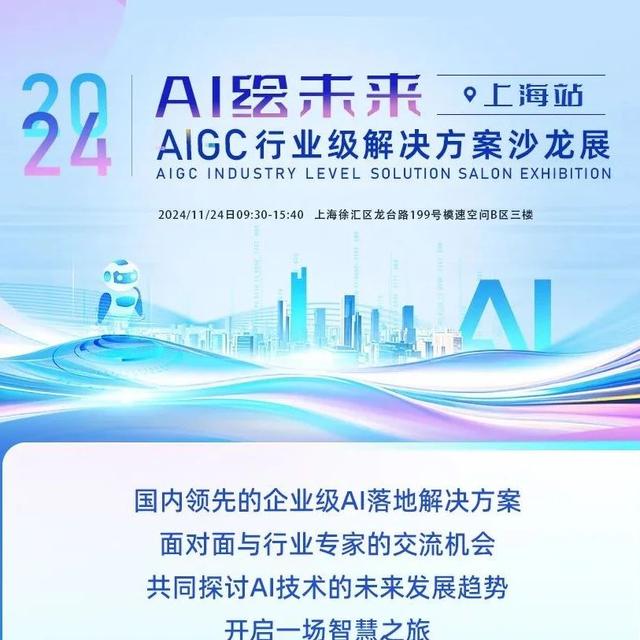 2024
AI绘未来
上海站
AIGC行业级解决方案沙龙展
AIGC INDUSTRY LEVEL SOLUTION SALON EXHIBITION
2024/11/24日09:30-15:40 上海徐汇区龙台路199号模速空间B区三楼
AI
国内领先的企业级AI落地解决方案
面对面与行业专家的交流机会
共同探讨AI技术的未来发展趋势
开启一场智慧之旅